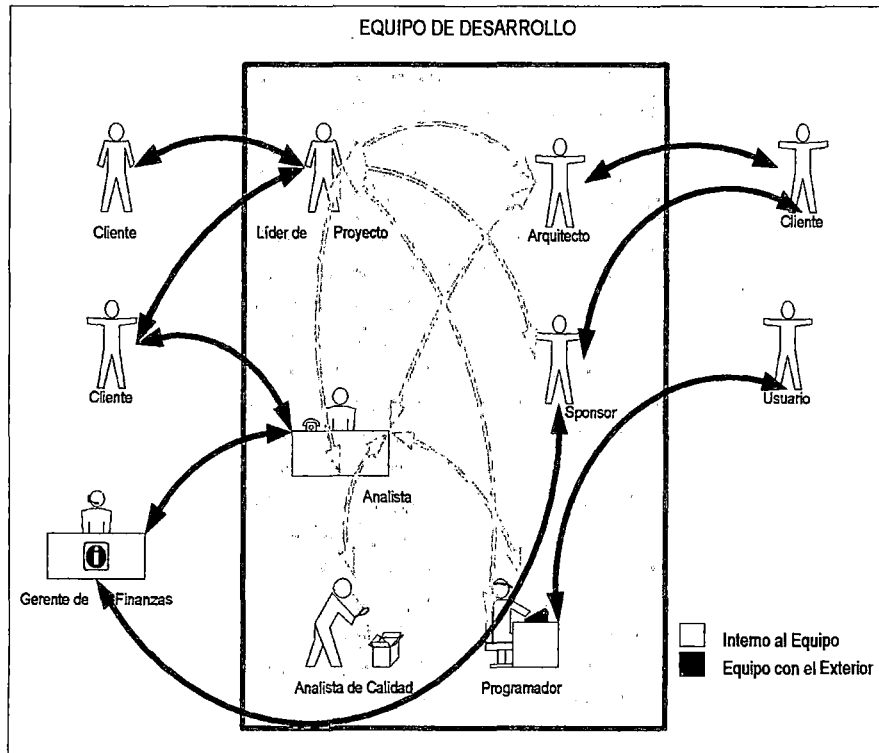 EQUIPO DE DESARROLLO
Cliente
Líder de Proyecto
Arquitecto
Cliente
Cliente
Sponsor
Usuario
Analista
Gerente de Finanzas
Analista de Calidad
Programador
Interno al Equipo
Equipo con el Exterior